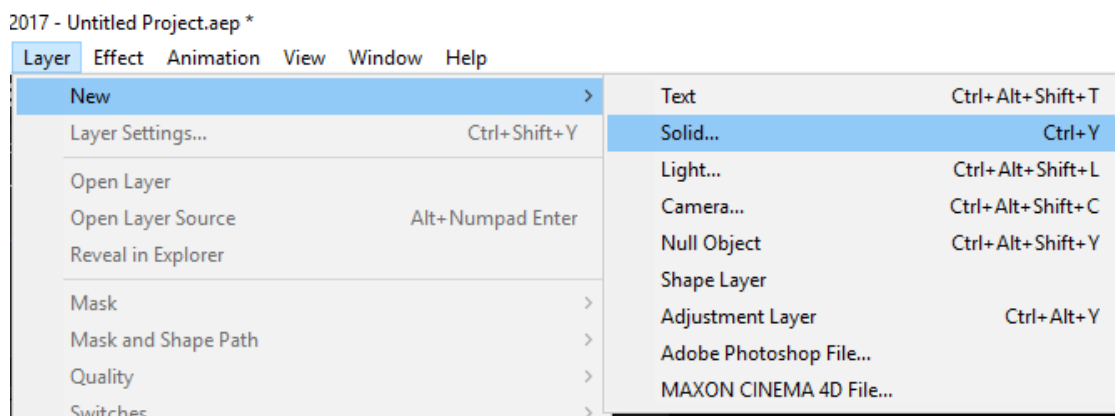 2017 - Untitled Project.aep *
Layer Effect Animation View Window Help
New >
Layer Settings... Ctrl+Shift+Y
Open Layer
Open Layer Source Alt+Numpad Enter
Reveal in Explorer
Mask >
Mask and Shape Path >
Quality >
Switches >
Text Ctrl+Alt+Shift+T
Solid... Ctrl+Y
Light... Ctrl+Alt+Shift+L
Camera... Ctrl+Alt+Shift+C
Null Object Ctrl+Alt+Shift+Y
Shape Layer
Adjustment Layer Ctrl+Alt+Y
Adobe Photoshop File...
MAXON CINEMA 4D File...